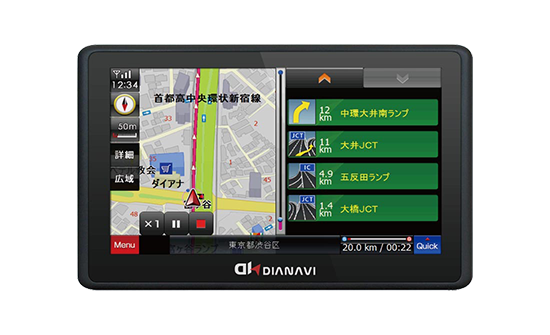 12:34
首都高中央環状新宿線
50m
詳細
広域
教会
ダイアナ
谷
×1
Menu
12 km 中環大井南ランプ
JCT 11 km 大井JCT
IC 4.9 km 五反田ランプ
JCT 1.4 km 大橋JCT
東京都渋谷区
20.0 km / 00:22
Quick
DIANAVI